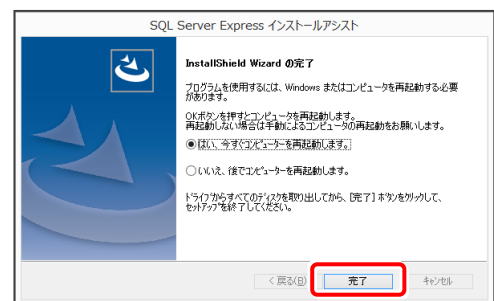 SQL Server Express インストールアシスト
InstallShield Wizard の完了
プログラムを使用するには、Windows またはコンピュータを再起動する必要
があります。
OKボタンを押すとコンピュータを再起動します。
再起動しない場合は手動によるコンピュータの再起動をお願いします。
はい、今すぐコンピューターを再起動します。
いいえ、後でコンピューターを再起動します。
ドライブからすべてのディスクを取り出してから、[完了] ボタンをクリックして、
セットアップを終了してください。
< 戻る(B)
完了
キャンセル